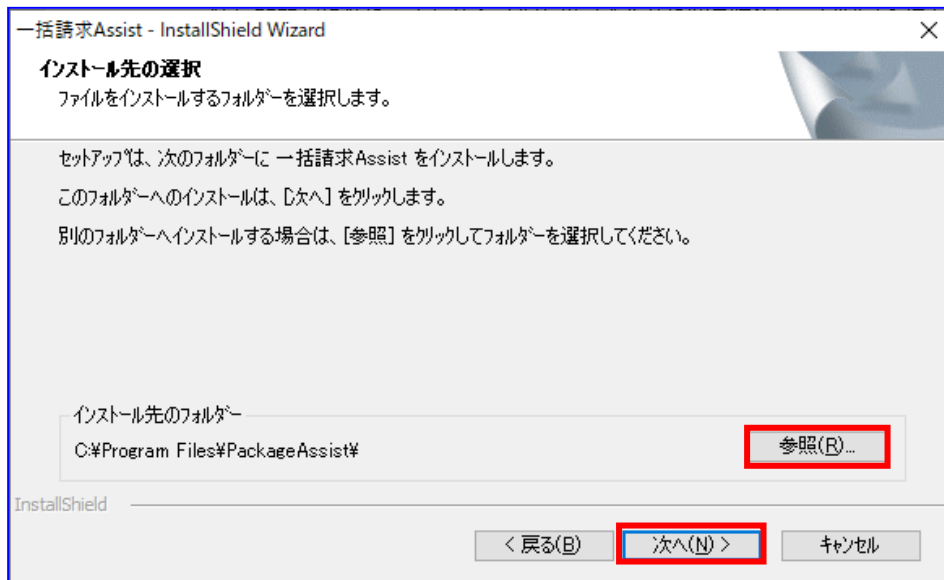 一括請求Assist - InstallShield Wizard
インストール先の選択
ファイルをインストールするフォルダーを選択します。
セットアップは、次のフォルダーに 一括請求Assist をインストールします。
このフォルダーへのインストールは、[次へ] をクリックします。
別のフォルダーへインストールする場合は、[参照] をクリックしてフォルダーを選択してください。
インストール先のフォルダー
C:¥Program Files¥PackageAssist¥
参照(R)...
InstallShield
< 戻る(B)
次へ(N) >
キャンセル